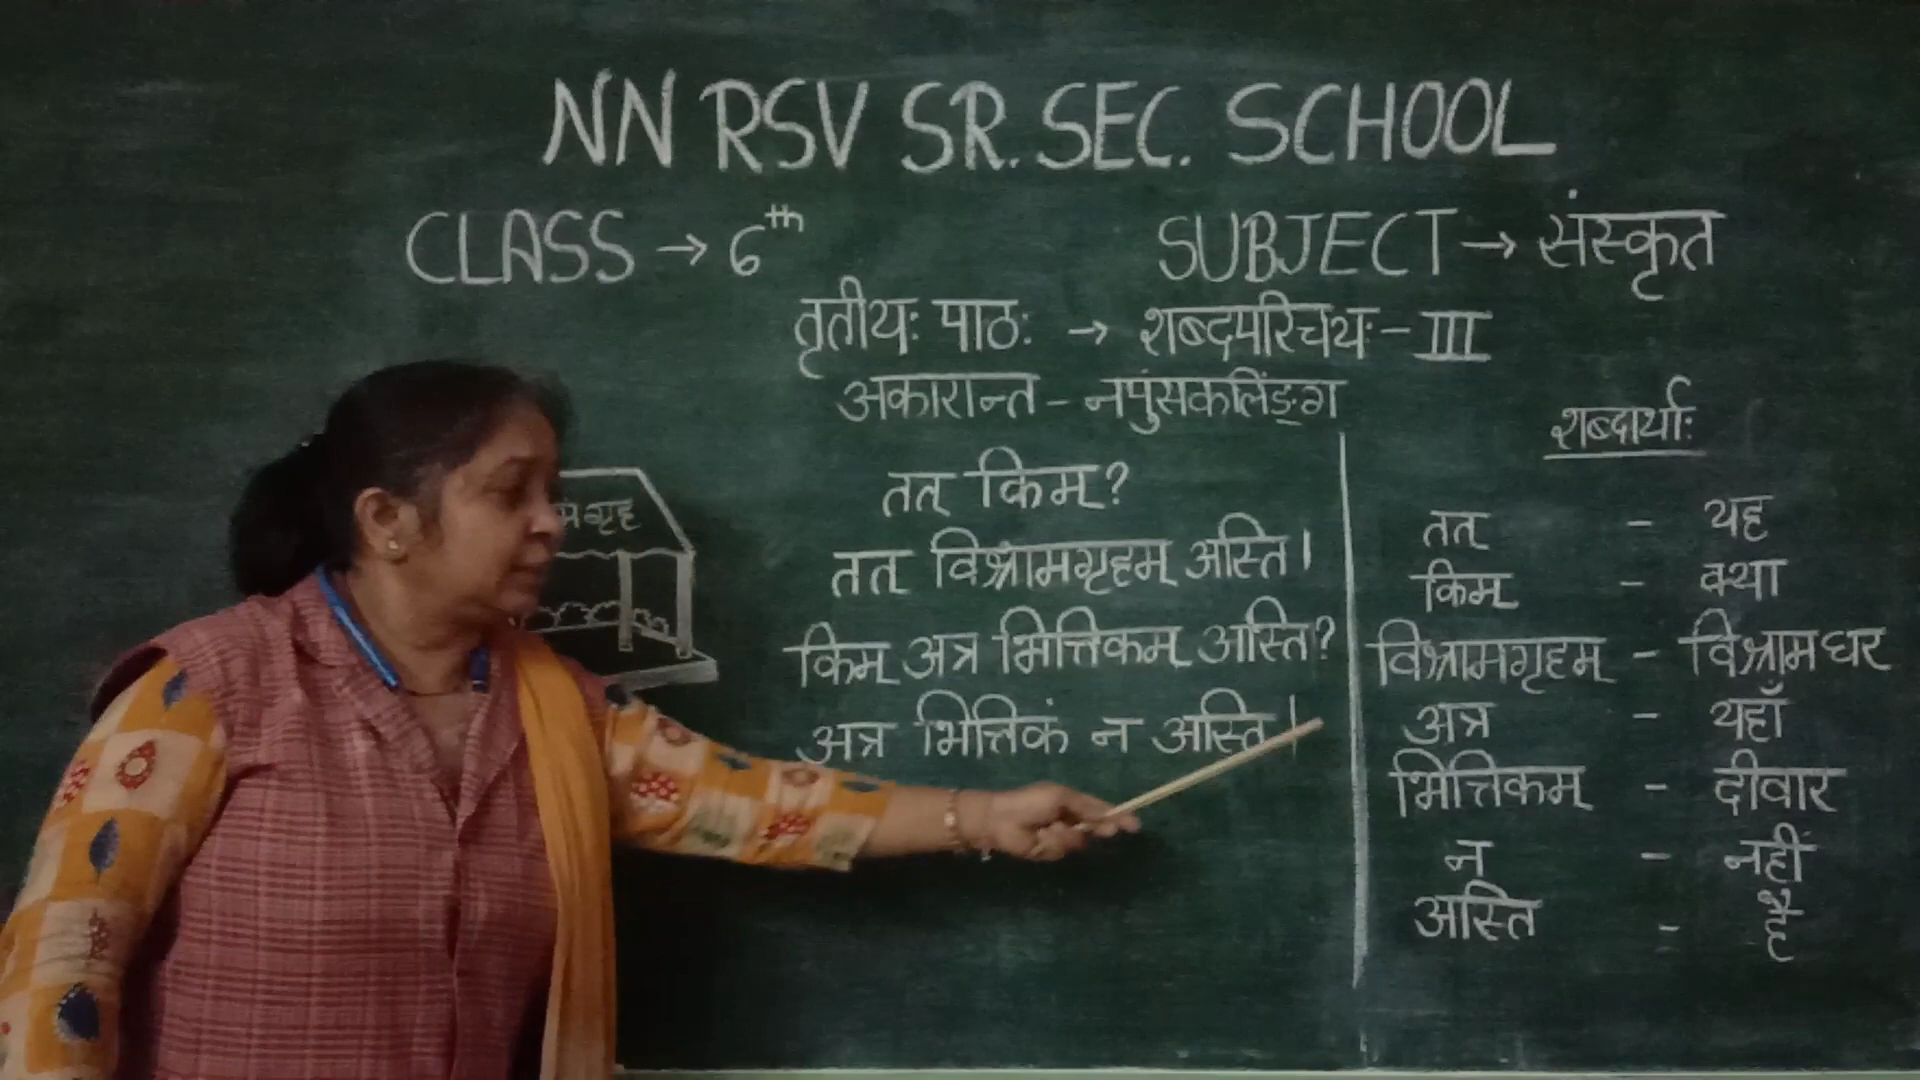 NN RSV SR. SEC. SCHOOL
CLASS → 6th SUBJECT → संस्कृत
तृतीयः पाठः → शब्दपरिचयः - III
अकारान्त - नपुंसकलिंङ्ग
गृह
तत् किम्?
तत् विश्रामगृहम् अस्ति।
किम् अत्र भित्तिकम् अस्ति?
अत्र भित्तिकं न अस्ति।
शब्दार्थाः
तत् - यह
किम् - क्या
विश्रामगृहम् - विश्राम घर
अत्र - यहाँ
भित्तिकम् - दीवार
न - नहीं
अस्ति - है